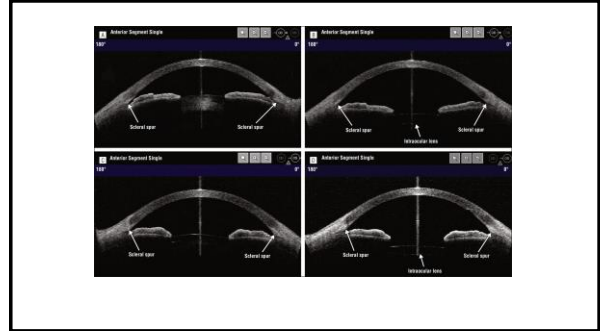 A Anterior Segment Single
180° 0°
Scleral spur Scleral spur
B Anterior Segment Single
180° 0°
Scleral spur Scleral spur
Intraocular lens
C Anterior Segment Single
180° 0°
Scleral spur Scleral spur
D Anterior Segment Single
180° 0°
Scleral spur Scleral spur
Intraocular lens